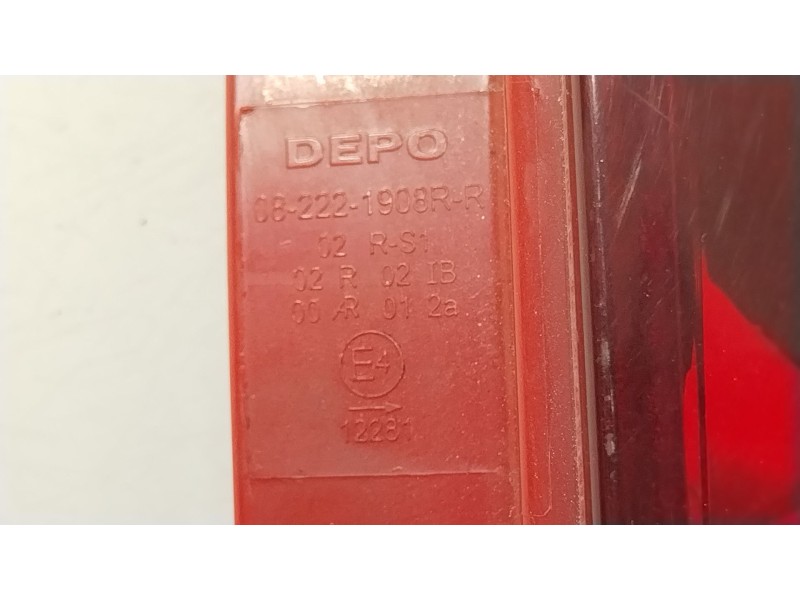 DEPO
08-222-1908R-R
02 R-S1
02 R 02 IB
00 AR 01 2a
E4
12281